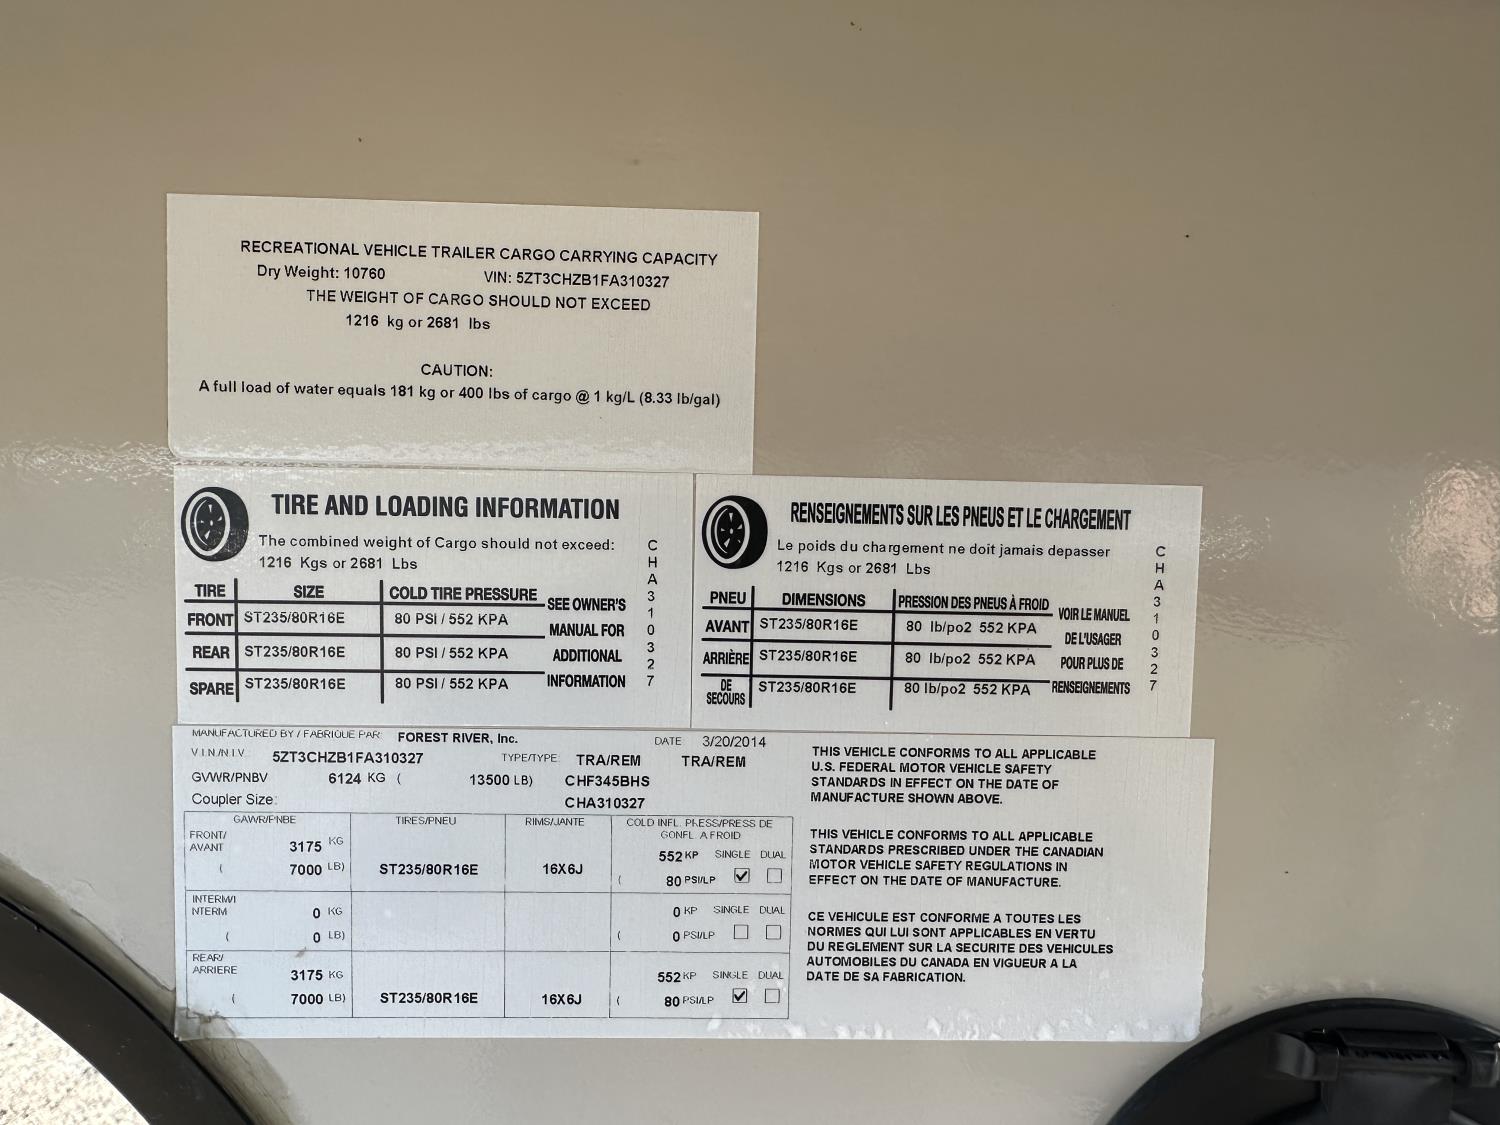 RECREATIONAL VEHICLE TRAILER CARGO CARRYING CAPACITY
Dry Weight: 10760 VIN: 5ZT3CHZB1FA310327
THE WEIGHT OF CARGO SHOULD NOT EXCEED
1216 kg or 2681 lbs
CAUTION:
A full load of water equals 181 kg or 400 lbs of cargo @ 1 kg/L (8.33 lb/gal)
TIRE AND LOADING INFORMATION
The combined weight of Cargo should not exceed:
1216 Kgs or 2681 Lbs
TIRE SIZE COLD TIRE PRESSURE
FRONT ST235/80R16E 80 PSI / 552 KPA
REAR ST235/80R16E 80 PSI / 552 KPA
SPARE ST235/80R16E 80 PSI / 552 KPA
SEE OWNER'S
MANUAL FOR
ADDITIONAL
INFORMATION
CHA310327
RENSEIGNEMENTS SUR LES PNEUS ET LE CHARGEMENT
Le poids du chargement ne doit jamais depasser
1216 Kgs or 2681 Lbs
PNEU DIMENSIONS PRESSION DES PNEUS À FROID
AVANT ST235/80R16E 80 lb/po2 552 KPA
ARRIÈRE ST235/80R16E 80 lb/po2 552 KPA
DE SECOURS ST235/80R16E 80 lb/po2 552 KPA
VOIR LE MANUEL
DE L'USAGER
POUR PLUS DE
RENSEIGNEMENTS
CHA310327
MANUFACTURED BY / FABRIQUE PAR: FOREST RIVER, Inc. DATE 3/20/2014
V.I.N./N.I.V.: 5ZT3CHZB1FA310327 TYPE/TYPE: TRA/REM TRA/REM
GVWR/PNBV 6124 KG ( 13500 LB) CHF345BHS
Coupler Size: CHA310327
GAWR/PNBE TIRES/PNEU RIMS/JANTE COLD INFL. PRESS/PRESS DE
GONFL. A FROID
FRONT/
AVANT 3175 KG 552 KP SINGLE DUAL
( 7000 LB) ST235/80R16E 16X6J ( 80 PSI/LP
INTERM/I
NTERM 0 KG 0 KP SINGLE DUAL
( 0 LB) ( 0 PSI/LP
REAR/
ARRIERE 3175 KG 552 KP SINGLE DUAL
( 7000 LB) ST235/80R16E 16X6J ( 80 PSI/LP
THIS VEHICLE CONFORMS TO ALL APPLICABLE
U.S. FEDERAL MOTOR VEHICLE SAFETY
STANDARDS IN EFFECT ON THE DATE OF
MANUFACTURE SHOWN ABOVE.
THIS VEHICLE CONFORMS TO ALL APPLICABLE
STANDARDS PRESCRIBED UNDER THE CANADIAN
MOTOR VEHICLE SAFETY REGULATIONS IN
EFFECT ON THE DATE OF MANUFACTURE.
CE VEHICULE EST CONFORME A TOUTES LES
NORMES QUI LUI SONT APPLICABLES EN VERTU
DU REGLEMENT SUR LA SECURITE DES VEHICULES
AUTOMOBILES DU CANADA EN VIGUEUR A LA
DATE DE SA FABRICATION.